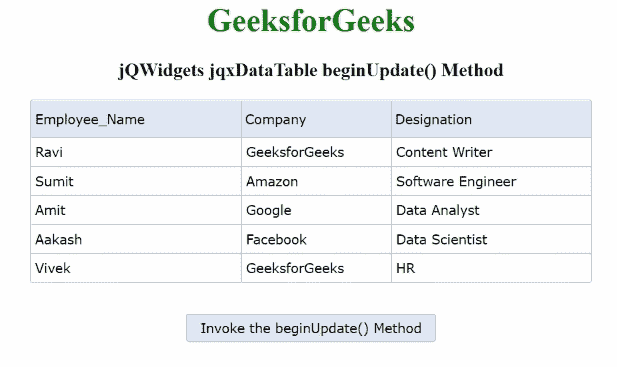 GeeksforGeeks
jQWidgets jqxDataTable beginUpdate() Method
Employee_Name Company Designation
Ravi GeeksforGeeks Content Writer
Sumit Amazon Software Engineer
Amit Google Data Analyst
Aakash Facebook Data Scientist
Vivek GeeksforGeeks HR
Invoke the beginUpdate() Method